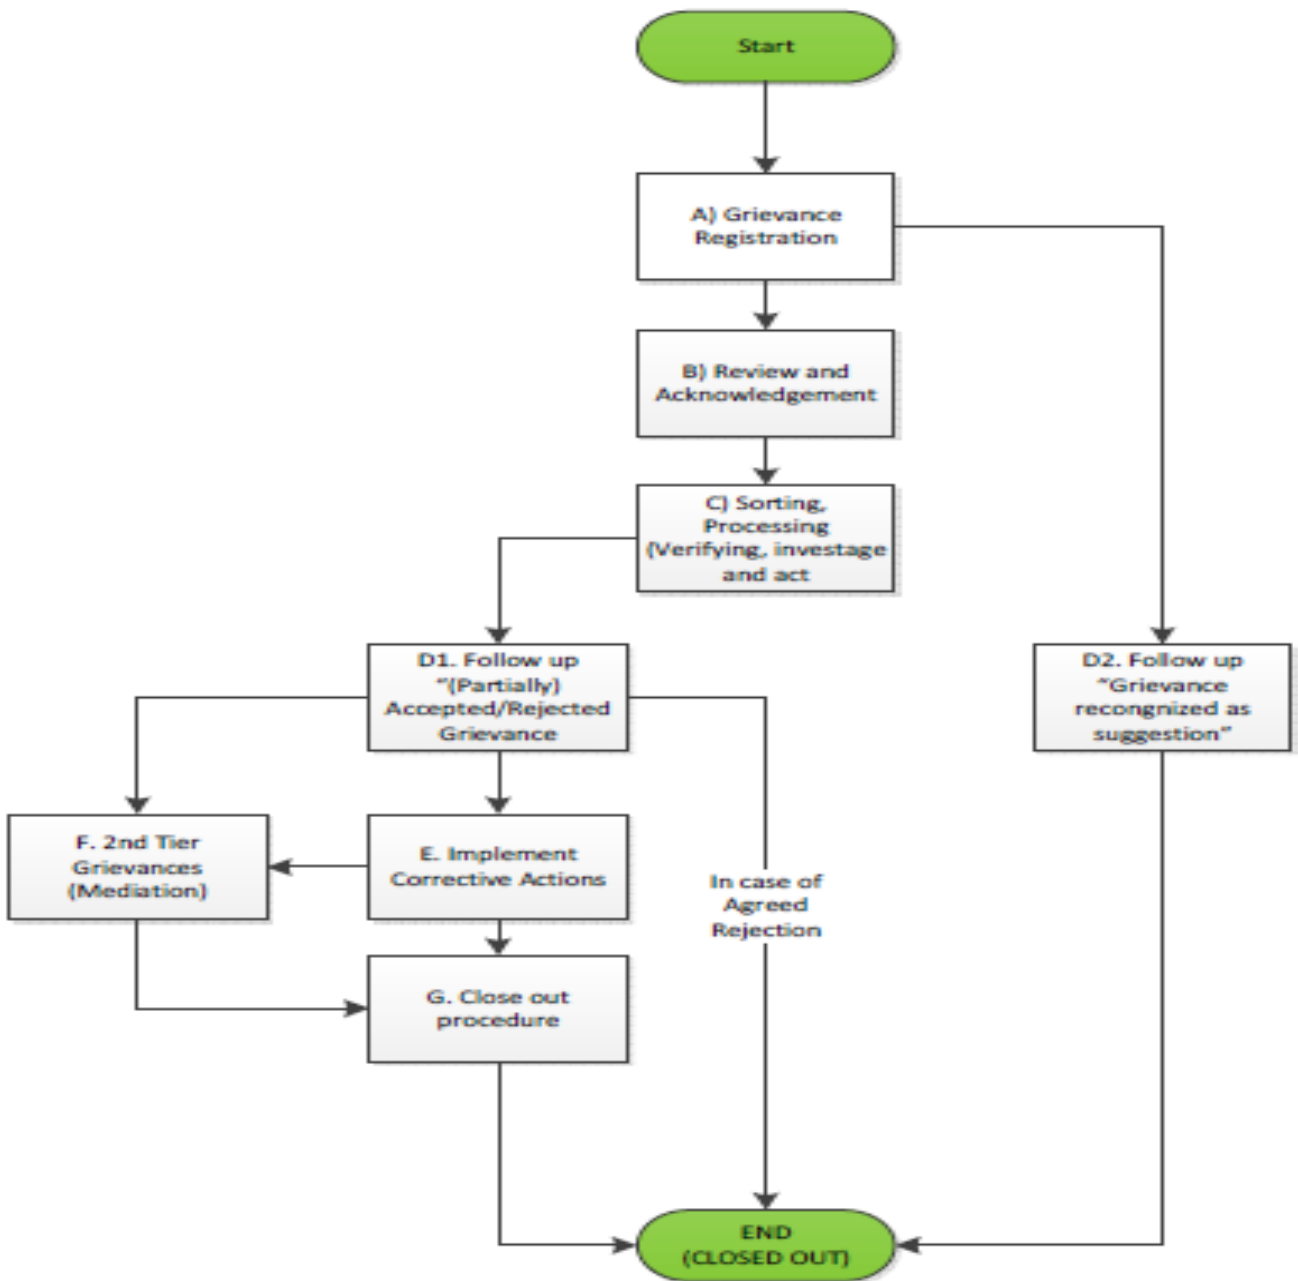 Start
A) Grievance
Registration
B) Review and
Acknowledgement
C) Sorting,
Processing
(Verifying, investage
and act
D1. Follow up
“(Partially)
Accepted/Rejected
Grievance
D2. Follow up
“Grievance
recongnized as
suggestion”
F. 2nd Tier
Grievances
(Mediation)
E. Implement
Corrective Actions
In case of
Agreed
Rejection
G. Close out
procedure
END
(CLOSED OUT)